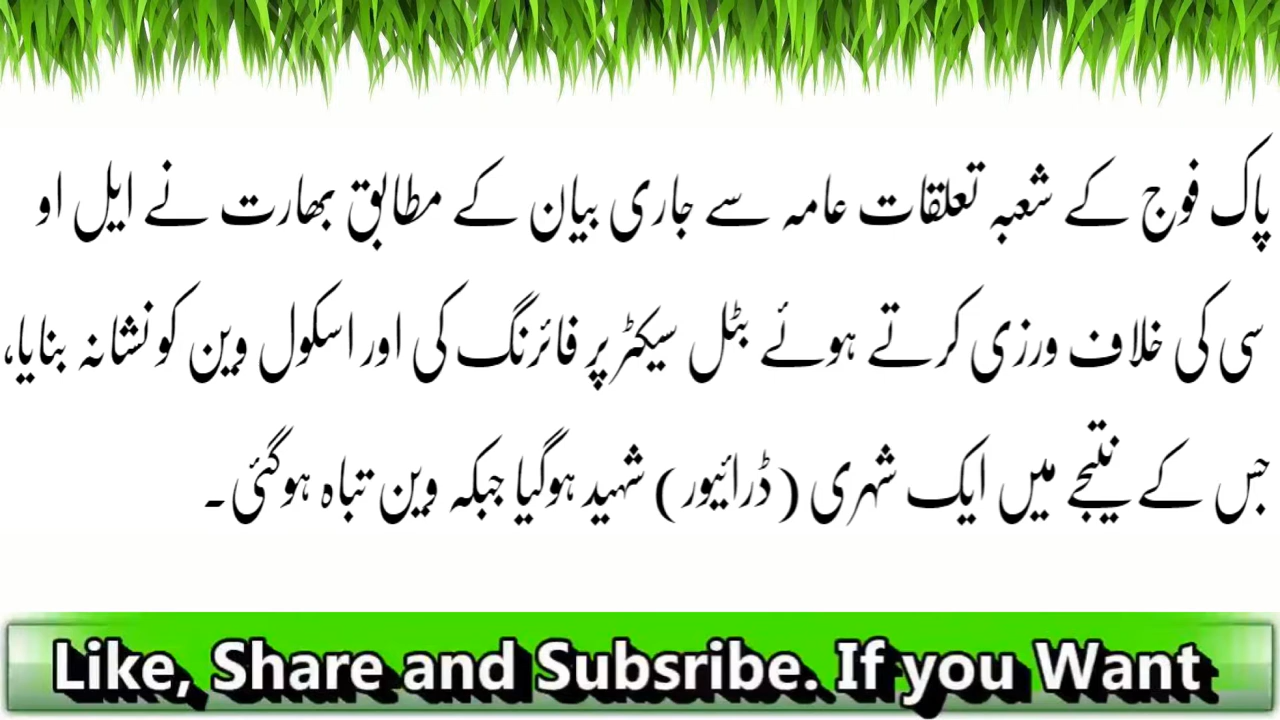 پاک فوج کے شعبہ تعلقات عامہ سے جاری بیان کے مطابق بھارت نے ایل او
سی کی خلاف ورزی کرتے ہوئے بٹل سیکٹر پر فائرنگ کی اور اسکول وین کو نشانہ بنایا،
جس کے نتیجے میں ایک شہری (ڈرائیور) شہید ہوگیا جبکہ وین تباہ ہوگئی۔
Like, Share and Subsribe. If you Want